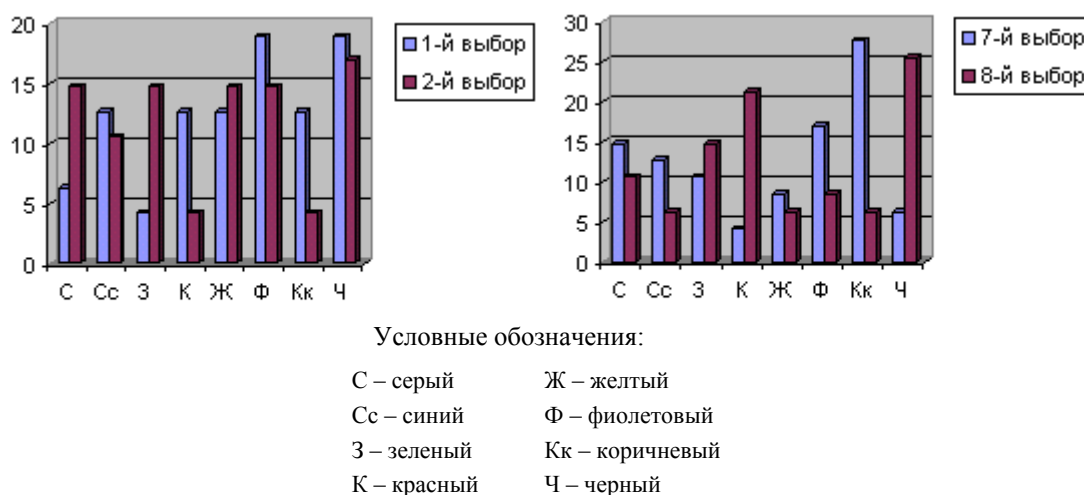 20
15
10
5
0
С Сс З К Ж Ф Кк Ч
1-й выбор
2-й выбор
30
25
20
15
10
5
0
С Сс З К Ж Ф Кк Ч
7-й выбор
8-й выбор
Условные обозначения:
С – серый
Сс – синий
З – зеленый
К – красный
Ж – желтый
Ф – фиолетовый
Кк – коричневый
Ч – черный